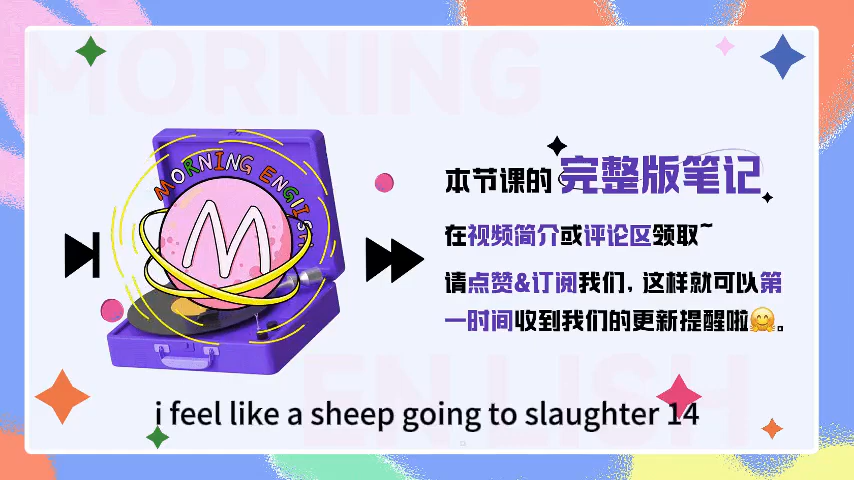 MORNING
MORNING ENGLISH
M
本节课的 完整版笔记
在视频简介或评论区领取~
请点赞&订阅我们, 这样就可以第
一时间收到我们的更新提醒啦🤗。
EN LISH
i feel like a sheep going to slaughter 14